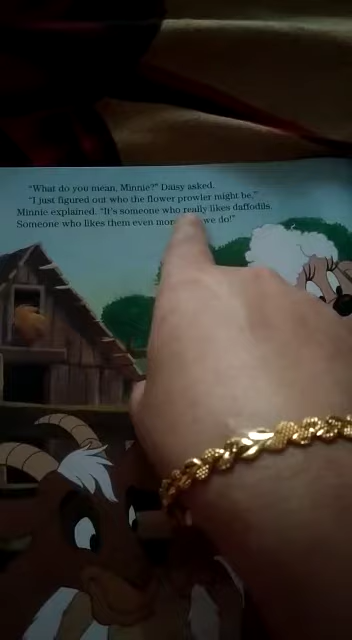 "What do you mean, Minnie?" Daisy asked.
"I just figured out who the flower prowler might be,"
Minnie explained. "It's someone who really likes daffodils.
Someone who likes them even more we do!"